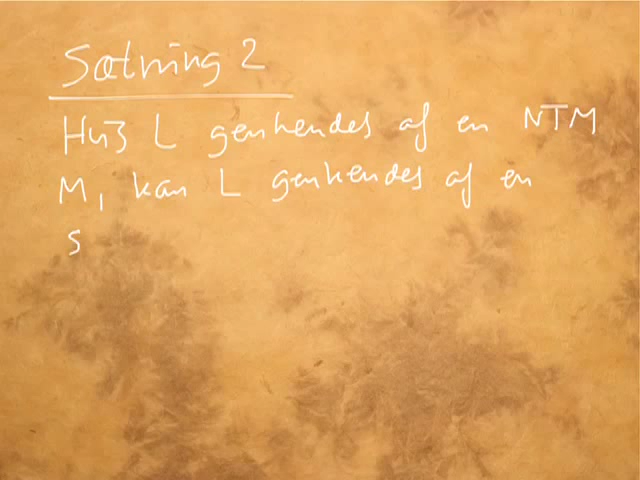 Sætning 2
Hvis L genkendes af en NTM
M, kan L genkendes af en
s